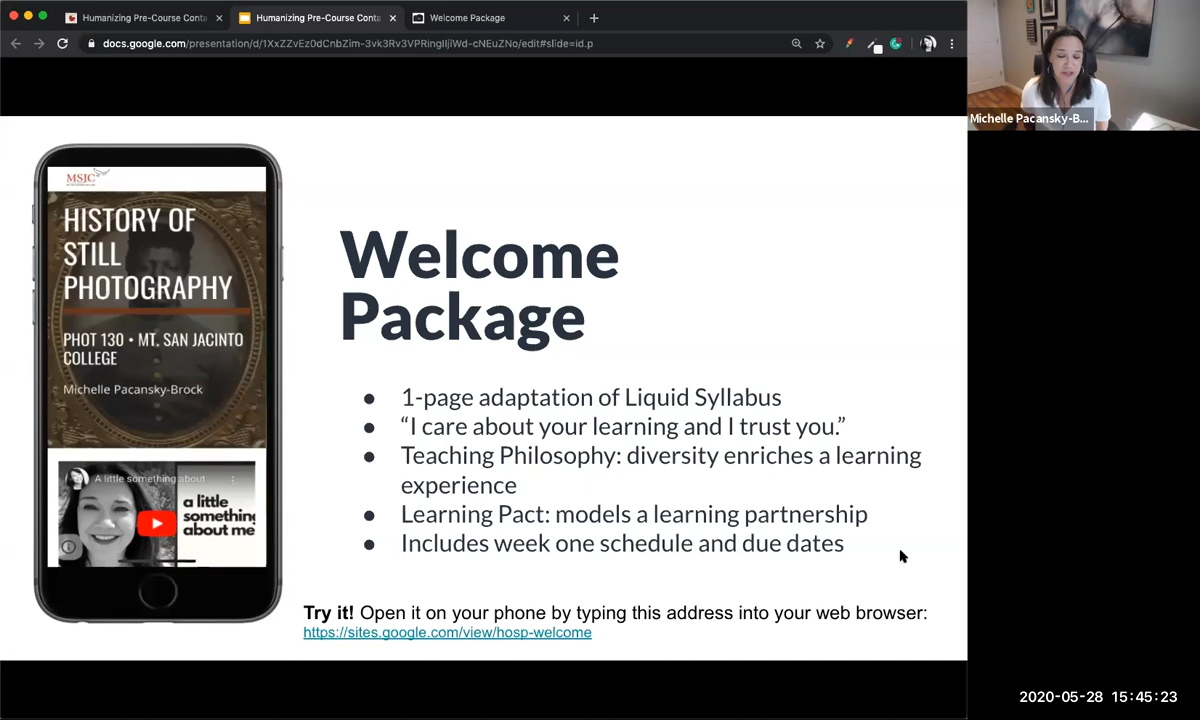 Humanizing Pre-Course Conta
Humanizing Pre-Course Conta
Welcome Package
docs.google.com/presentation/d/1XxZZvEz0dCnbZim-3vk3Rv3VPRingIIjiWd-cNEuZNo/edit#slide=id.p
Michelle Pacansky-B...
MSJC
HISTORY OF
STILL
PHOTOGRAPHY
PHOT 130 • MT. SAN JACINTO
COLLEGE
Michelle Pacansky-Brock
A little something about
a little
something
about me
Welcome
Package
● 1-page adaptation of Liquid Syllabus
● “I care about your learning and I trust you.”
● Teaching Philosophy: diversity enriches a learning
experience
● Learning Pact: models a learning partnership
● Includes week one schedule and due dates
Try it! Open it on your phone by typing this address into your web browser:
https://sites.google.com/view/hosp-welcome
2020-05-28 15:45:23